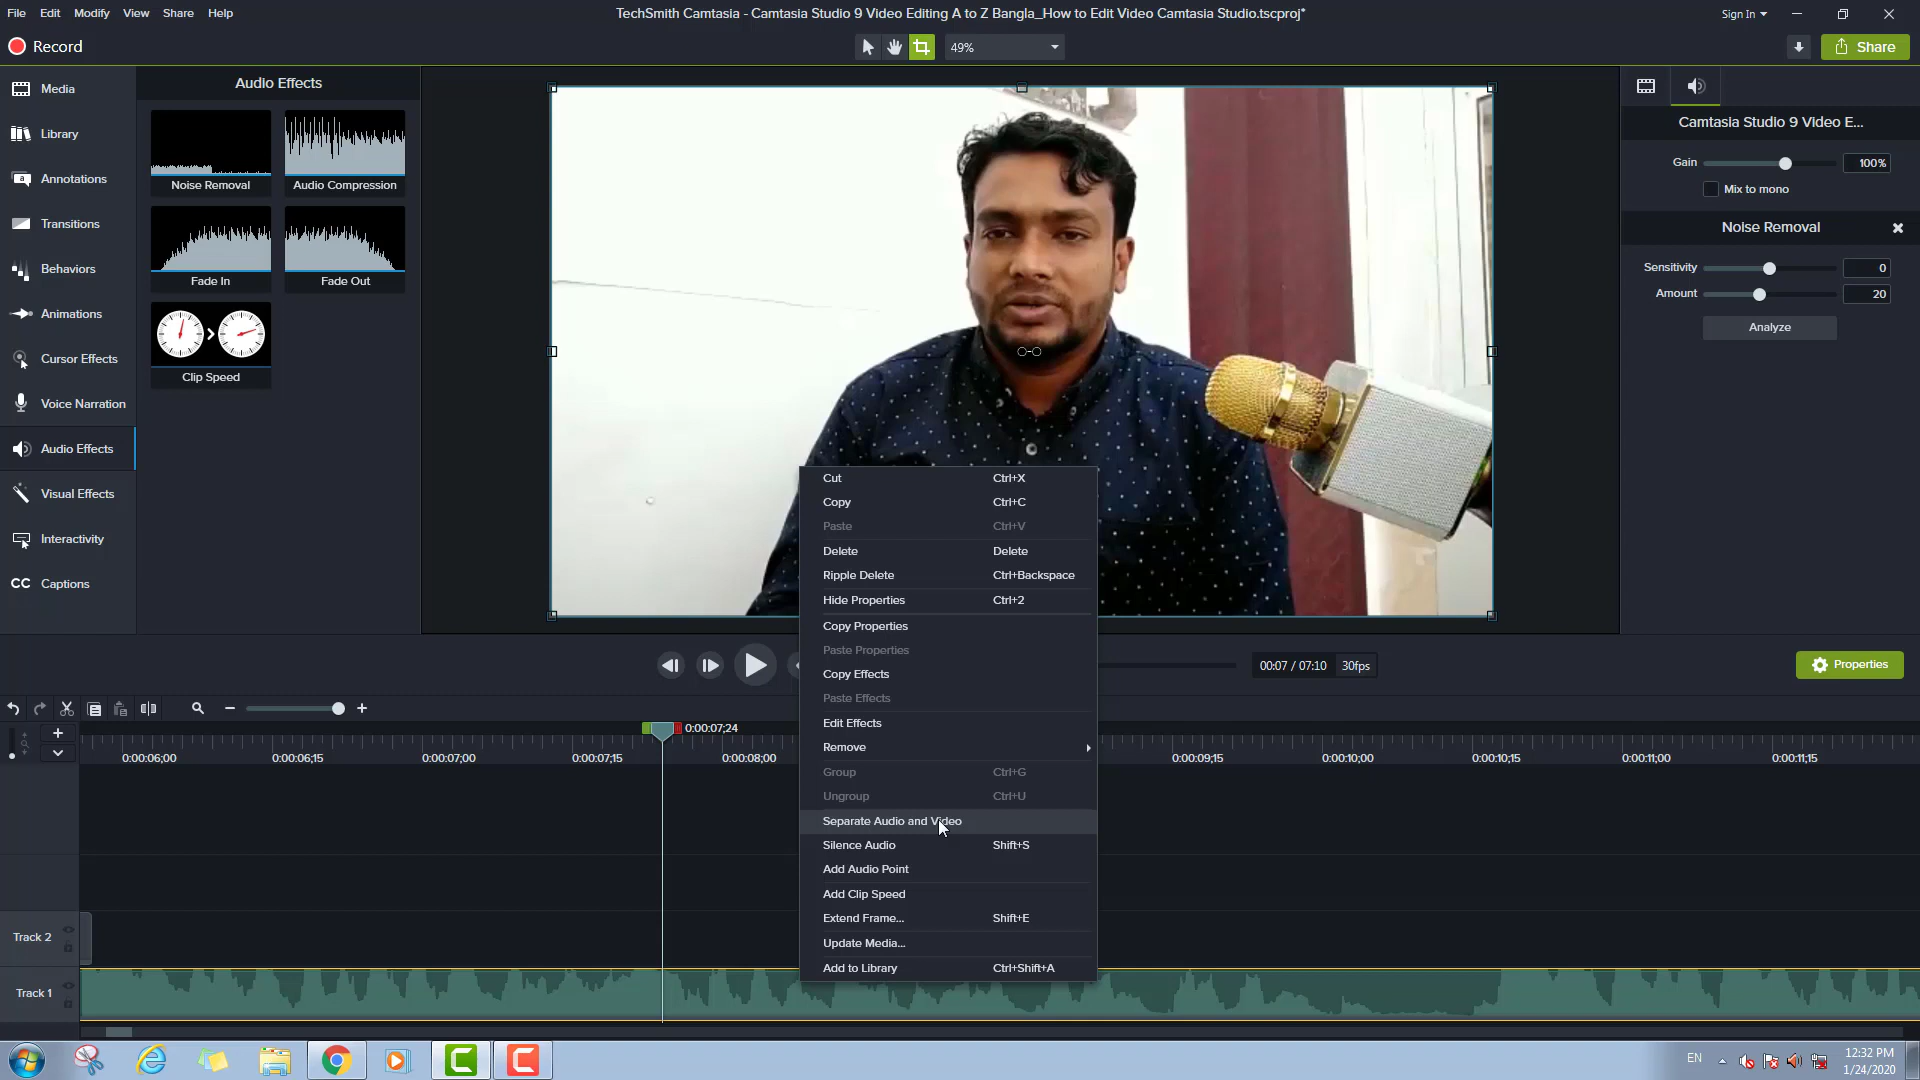 File Edit Modify View Share Help
TechSmith Camtasia - Camtasia Studio 9 Video Editing A to Z Bangla_How to Edit Video Camtasia Studio.tscproj*
Sign In
Record
49%
Share
Media
Library
Annotations
Transitions
Behaviors
Animations
Cursor Effects
Voice Narration
Audio Effects
Visual Effects
Interactivity
CC Captions
Audio Effects
Noise Removal
Audio Compression
Fade In
Fade Out
Clip Speed
Camtasia Studio 9 Video E...
Gain 100%
Mix to mono
Noise Removal
Sensitivity 0
Amount 20
Analyze
Cut Ctrl+X
Copy Ctrl+C
Paste Ctrl+V
Delete Delete
Ripple Delete Ctrl+Backspace
Hide Properties Ctrl+2
Copy Properties
Paste Properties
Copy Effects
Paste Effects
Edit Effects
Remove
Group Ctrl+G
Ungroup Ctrl+U
Separate Audio and Video
Silence Audio Shift+S
Add Audio Point
Add Clip Speed
Extend Frame... Shift+E
Update Media...
Add to Library Ctrl+Shift+A
00:07 / 07:10 30fps
Properties
0:00:07;24
0:00:06;00 0:00:06;15 0:00:07;00 0:00:07;15 0:00:08;00 0:00:09;15 0:00:10;00 0:00:10;15 0:00:11;00 0:00:11;15
Track 2
Track 1
EN
12:32 PM
1/24/2020